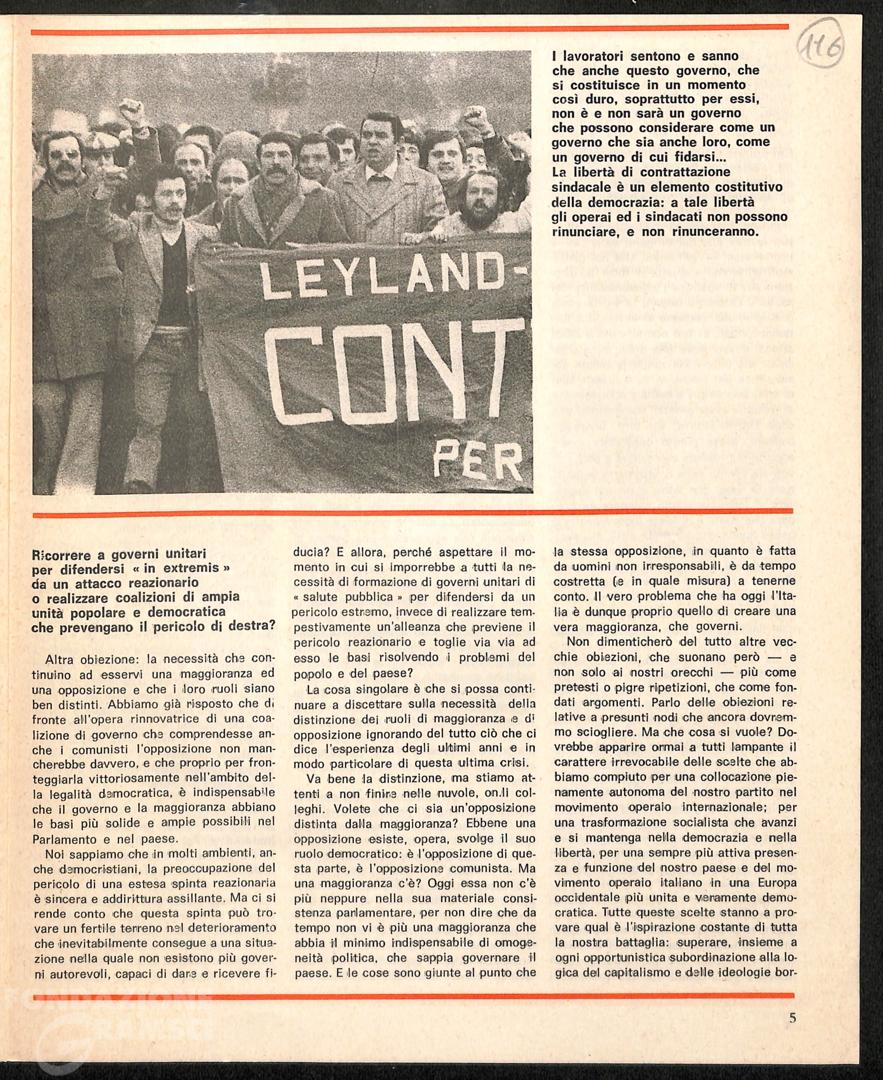 116
I lavoratori sentono e sanno
che anche questo governo, che
si costituisce in un momento
così duro, soprattutto per essi,
non è e non sarà un governo
che possono considerare come un
governo che sia anche loro, come
un governo di cui fidarsi...
La libertà di contrattazione
sindacale è un elemento costitutivo
della democrazia: a tale libertà
gli operai ed i sindacati non possono
rinunciare, e non rinunceranno.
LEYLAND-
CONT
PER
Ricorrere a governi unitari
per difendersi « in extremis »
da un attacco reazionario
o realizzare coalizioni di ampia
unità popolare e democratica
che prevengano il pericolo di destra?
Altra obiezione: la necessità che con-
tinuino ad esservi una maggioranza ed
una opposizione e che i loro ruoli siano
ben distinti. Abbiamo già risposto che di
fronte all'opera rinnovatrice di una coa-
lizione di governo che comprendesse an-
che i comunisti l'opposizione non man-
cherebbe davvero, e che proprio per fron-
teggiarla vittoriosamente nell'ambito del-
la legalità democratica, è indispensabile
che il governo e la maggioranza abbiano
le basi più solide e ampie possibili nel
Parlamento e nel paese.
Noi sappiamo che in molti ambienti, an-
che democristiani, la preoccupazione del
pericolo di una estesa spinta reazionaria
è sincera e addirittura assillante. Ma ci si
rende conto che questa spinta può tro-
vare un fertile terreno nel deterioramento
che inevitabilmente consegue a una situa-
zione nella quale non esistono più gover-
ni autorevoli, capaci di dare e ricevere fi-
ducia? E allora, perché aspettare il mo-
mento in cui si imporrebbe a tutti la ne-
cessità di formazione di governi unitari di
« salute pubblica » per difendersi da un
pericolo estremo, invece di realizzare tem-
pestivamente un'alleanza che previene il
pericolo reazionario e toglie via via ad
esso le basi risolvendo i problemi del
popolo e del paese?
La cosa singolare è che si possa conti-
nuare a discettare sulla necessità della
distinzione dei ruoli di maggioranza e di
opposizione ignorando del tutto ciò che ci
dice l'esperienza degli ultimi anni e in
modo particolare di questa ultima crisi.
Va bene la distinzione, ma stiamo at-
tenti a non finire nelle nuvole, on.li col-
leghi. Volete che ci sia un'opposizione
distinta dalla maggioranza? Ebbene una
opposizione esiste, opera, svolge il suo
ruolo democratico: è l'opposizione di que-
sta parte, è l'opposizione comunista. Ma
una maggioranza c'è? Oggi essa non c'è
più neppure nella sua materiale consi-
stenza parlamentare, per non dire che da
tempo non vi è più una maggioranza che
abbia il minimo indispensabile di omoge-
neità politica, che sappia governare il
paese. E le cose sono giunte al punto che
la stessa opposizione, in quanto è fatta
da uomini non irresponsabili, è da tempo
costretta (e in quale misura) a tenerne
conto. Il vero problema che ha oggi l'Ita-
lia è dunque proprio quello di creare una
vera maggioranza, che governi.
Non dimenticherò del tutto altre vec-
chie obiezioni, che suonano però — e
non solo ai nostri orecchi — più come
pretesti o pigre ripetizioni, che come fon-
dati argomenti. Parlo delle obiezioni re-
lative a presunti nodi che ancora dovrem-
mo sciogliere. Ma che cosa si vuole? Do-
vrebbe apparire ormai a tutti lampante il
carattere irrevocabile delle scelte che ab-
biamo compiuto per una collocazione pie-
namente autonoma del nostro partito nel
movimento operaio internazionale; per
una trasformazione socialista che avanzi
e si mantenga nella democrazia e nella
libertà, per una sempre più attiva presen-
za e funzione del nostro paese e del mo-
vimento operaio italiano in una Europa
occidentale più unita e veramente demo-
cratica. Tutte queste scelte stanno a pro-
vare qual è l'ispirazione costante di tutta
la nostra battaglia: superare, insieme a
ogni opportunistica subordinazione alla lo-
gica del capitalismo e delle ideologie bor-
FONDAZIONE
GRAMSCI
5